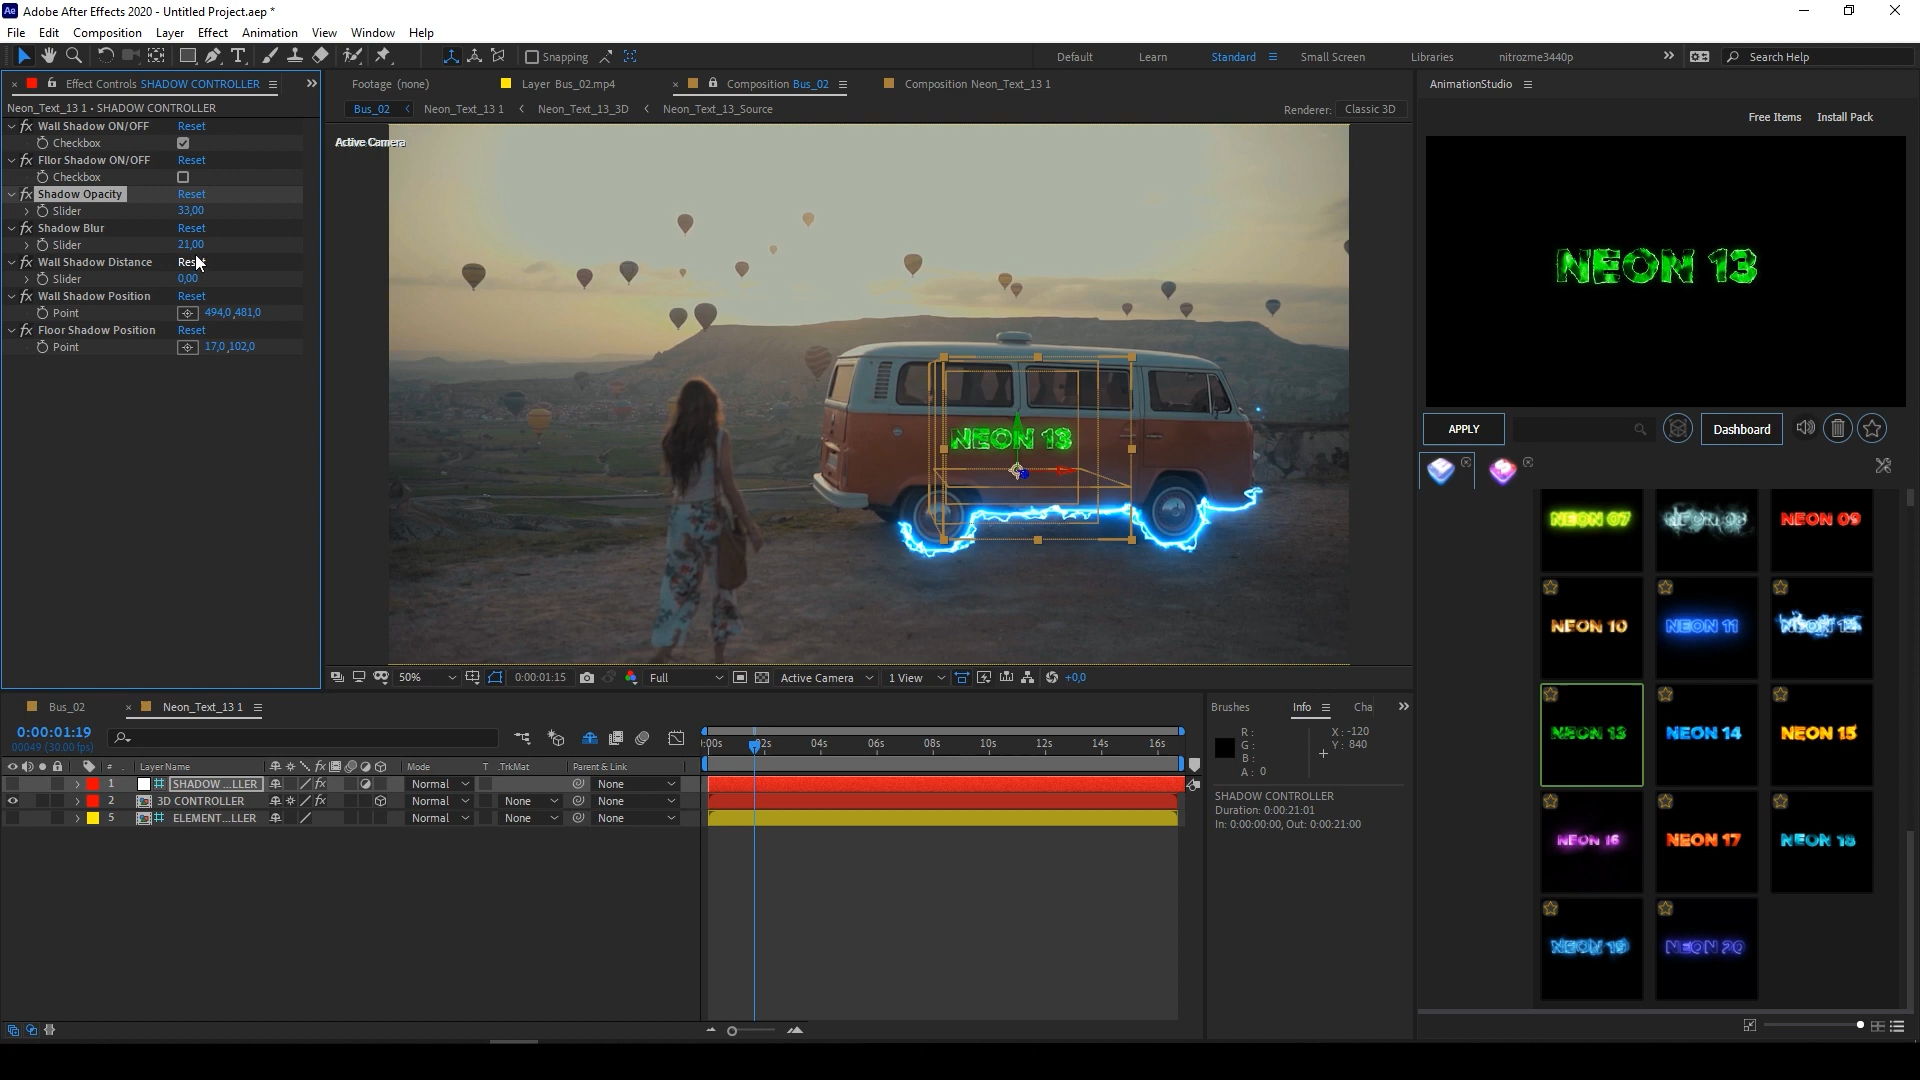 Adobe After Effects 2020 - Untitled Project.aep *
File Edit Composition Layer Effect Animation View Window Help
Snapping
Default Learn Standard Small Screen Libraries nitrozme3440p
Search Help
Effect Controls SHADOW CONTROLLER
Neon_Text_13 1 • SHADOW CONTROLLER
Wall Shadow ON/OFF Reset
Checkbox
Fllor Shadow ON/OFF Reset
Checkbox
Shadow Opacity Reset
Slider 33,00
Shadow Blur Reset
Slider 21,00
Wall Shadow Distance Reset
Slider 0,00
Wall Shadow Position Reset
Point 494,0 ,481,0
Floor Shadow Position Reset
Point 17,0 ,102,0
Footage (none) Layer Bus_02.mp4 Composition Bus_02 Composition Neon_Text_13 1
Bus_02 Neon_Text_13 1 Neon_Text_13_3D Neon_Text_13_Source
Renderer: Classic 3D
Active Camera
NEON 13
50% 0:00:01:15 Full Active Camera 1 View +0,0
AnimationStudio
Free Items Install Pack
NEON 13
APPLY Dashboard
NEON 07 NEON 08 NEON 09
NEON 10 NEON 11 NEON 12
NEON 13 NEON 14 NEON 15
NEON 16 NEON 17 NEON 18
NEON 19 NEON 20
Bus_02 Neon_Text_13 1
0:00:01:19
00049 (30.00 fps)
# Layer Name Mode T .TrkMat Parent & Link
1 SHADOW ...LLER Normal None
2 3D CONTROLLER Normal None None
5 ELEMENT...LLER Normal None None
:00s 02s 04s 06s 08s 10s 12s 14s 16s
Brushes Info Cha
R: X: -120
G: Y: 840
B:
A: 0
SHADOW CONTROLLER
Duration: 0:00:21:01
In: 0:00:00:00, Out: 0:00:21:00